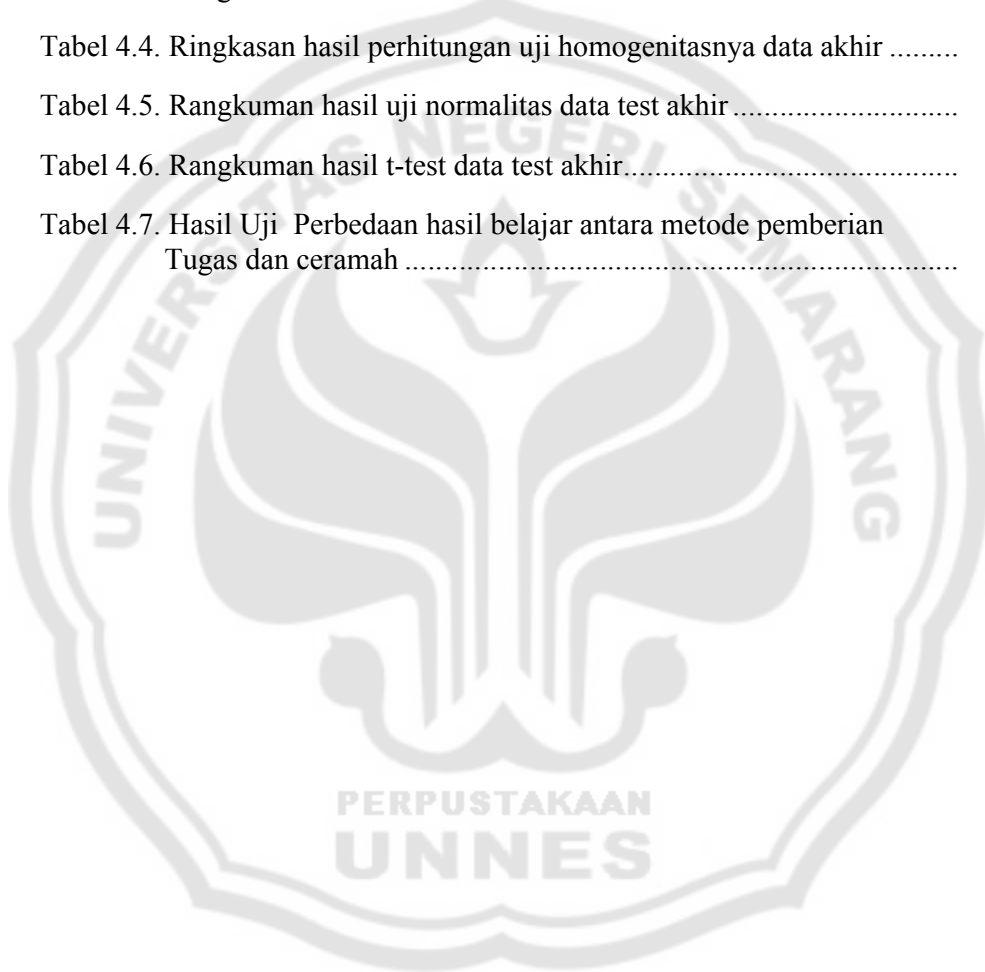 Tabel 4.4. Ringkasan hasil perhitungan uji homogenitasnya data akhir .........
Tabel 4.5. Rangkuman hasil uji normalitas data test akhir .............................
Tabel 4.6. Rangkuman hasil t-test data test akhir...........................................
Tabel 4.7. Hasil Uji  Perbedaan hasil belajar antara metode pemberian
Tugas dan ceramah .......................................................................
UNIVERSITAS NEGERI SEMARANG
PERPUSTAKAAN
UNNES